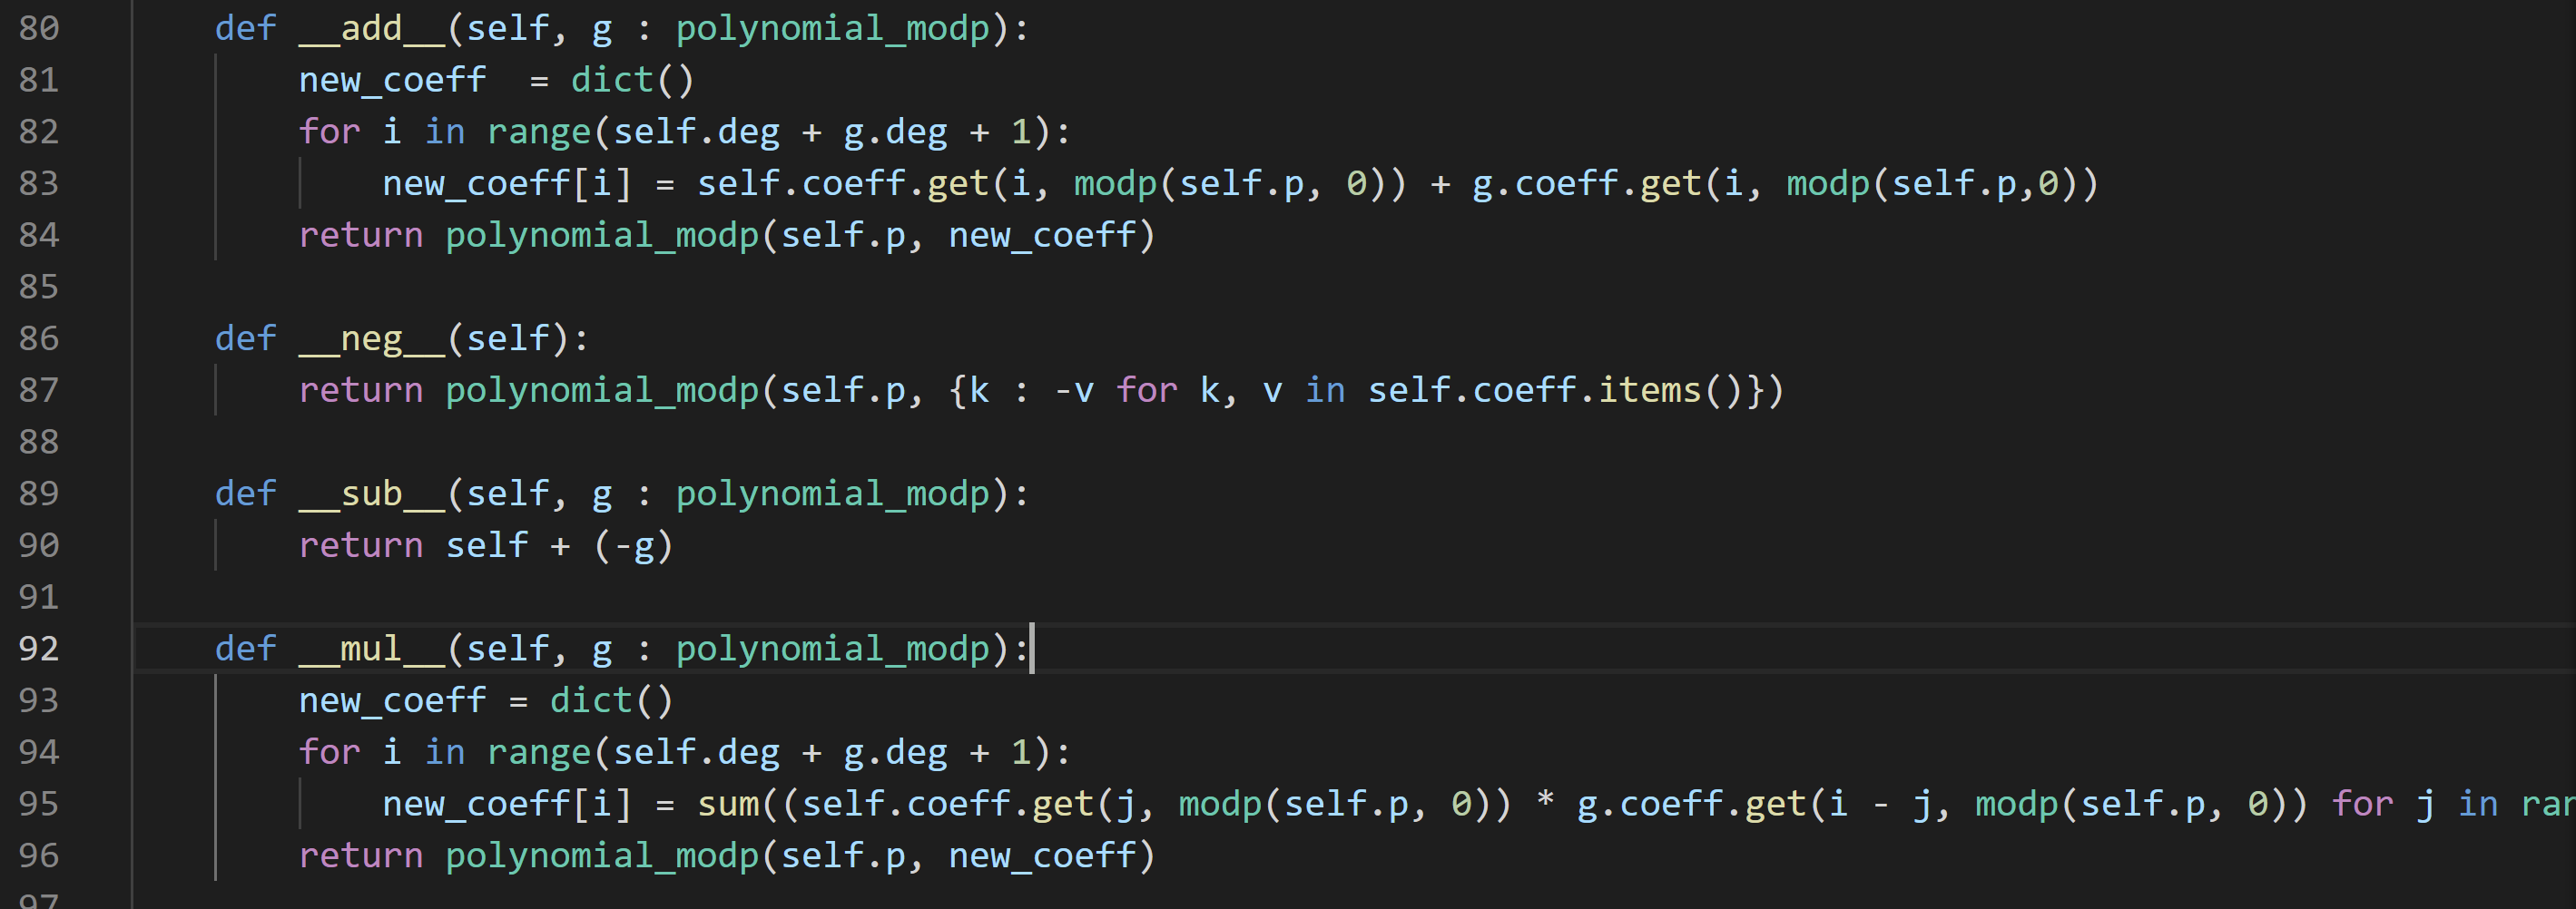 80 def __add__(self, g : polynomial_modp):
81 new_coeff  = dict()
82 for i in range(self.deg + g.deg + 1):
83 new_coeff[i] = self.coeff.get(i, modp(self.p, 0)) + g.coeff.get(i, modp(self.p,0))
84 return polynomial_modp(self.p, new_coeff)
85
86 def __neg__(self):
87 return polynomial_modp(self.p, {k : -v for k, v in self.coeff.items()})
88
89 def __sub__(self, g : polynomial_modp):
90 return self + (-g)
91
92 def __mul__(self, g : polynomial_modp):
93 new_coeff = dict()
94 for i in range(self.deg + g.deg + 1):
95 new_coeff[i] = sum((self.coeff.get(j, modp(self.p, 0)) * g.coeff.get(i - j, modp(self.p, 0)) for j in ran
96 return polynomial_modp(self.p, new_coeff)
97